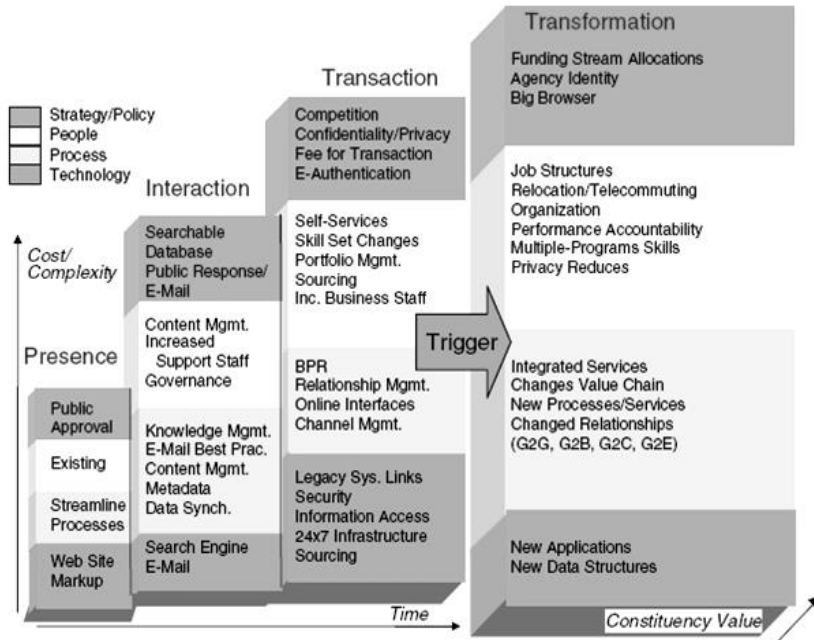 Transformation
Funding Stream Allocations
Agency Identity
Big Browser
Job Structures
Relocation/Telecommuting
Organization
Performance Accountability
Multiple-Programs Skills
Privacy Reduces
Integrated Services
Changes Value Chain
New Processes/Services
Changed Relationships
(G2G, G2B, G2C, G2E)
New Applications
New Data Structures
Transaction
Competition
Confidentiality/Privacy
Fee for Transaction
E-Authentication
Self-Services
Skill Set Changes
Portfolio Mgmt.
Sourcing
Inc. Business Staff
BPR
Relationship Mgmt.
Online Interfaces
Channel Mgmt.
Legacy Sys. Links
Security
Information Access
24x7 Infrastructure
Sourcing
Trigger
Strategy/Policy
People
Process
Technology
Interaction
Searchable
Database
Public Response/
E-Mail
Content Mgmt.
Increased
Support Staff
Governance
Knowledge Mgmt.
E-Mail Best Prac.
Content Mgmt.
Metadata
Data Synch.
Search Engine
E-Mail
Cost/
Complexity
Presence
Public
Approval
Existing
Streamline
Processes
Web Site
Markup
Time
Constituency Value